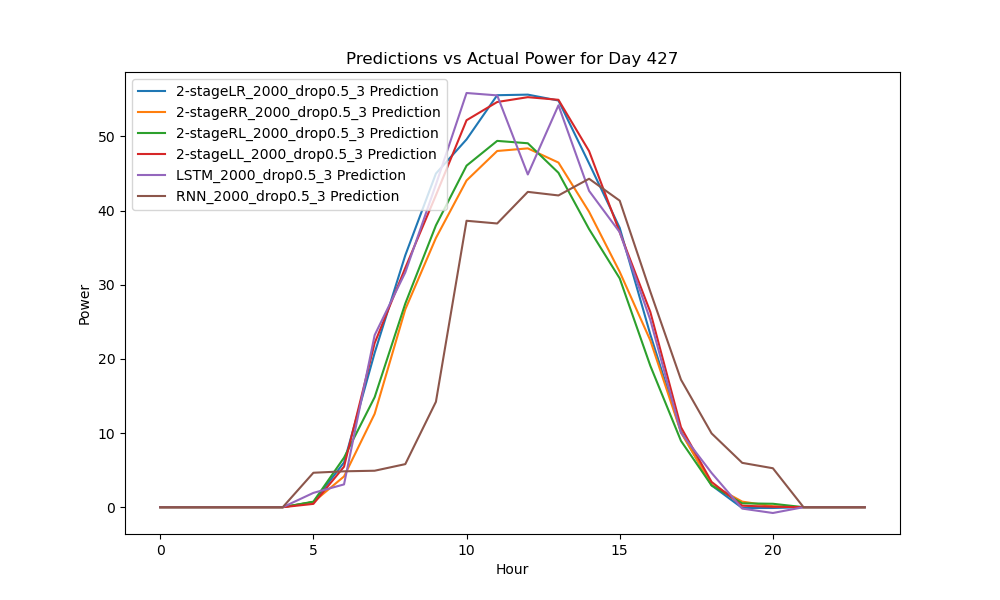 Predictions vs Actual Power for Day 427
2-stageLR_2000_drop0.5_3 Prediction
2-stageRR_2000_drop0.5_3 Prediction
2-stageRL_2000_drop0.5_3 Prediction
2-stageLL_2000_drop0.5_3 Prediction
LSTM_2000_drop0.5_3 Prediction
RNN_2000_drop0.5_3 Prediction
Power
50
40
30
20
10
0
0 5 10 15 20
Hour